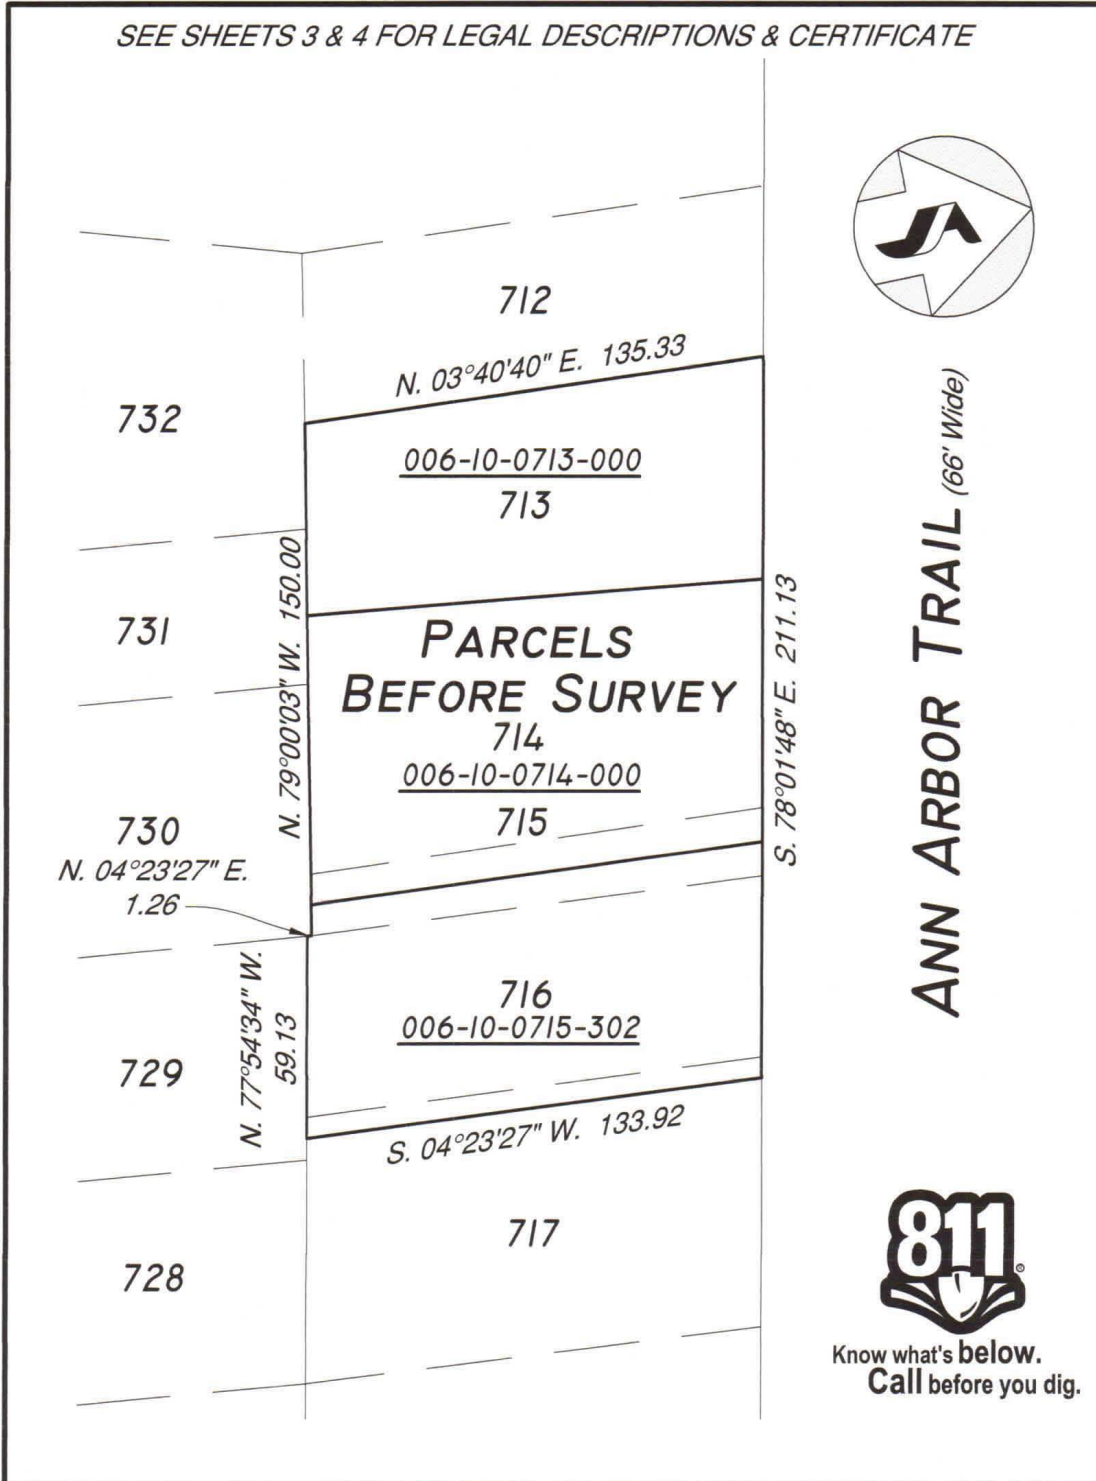 SEE SHEETS 3 & 4 FOR LEGAL DESCRIPTIONS & CERTIFICATE
712
N. 03°40'40" E. 135.33
732
006-10-0713-000
713
ANN ARBOR TRAIL (66' Wide)
N. 79°00'03" W. 150.00
S. 78°01'48" E. 211.13
731
PARCELS
BEFORE SURVEY
714
006-10-0714-000
715
730
N. 04°23'27" E.
1.26
N. 77°54'34" W.
59.13
716
006-10-0715-302
729
S. 04°23'27" W. 133.92
717
728
811®
Know what's below.
Call before you dig.